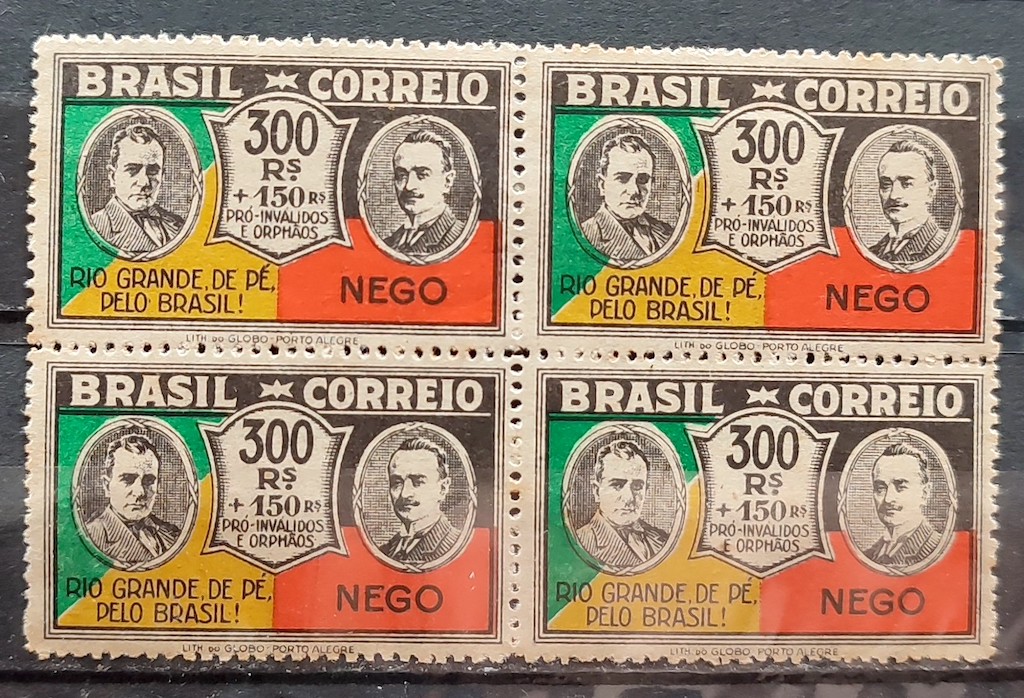 BRASIL CORREIO
300
RS
+150 RS
PRÓ-INVALIDOS
E ORPHÃOS
RIO GRANDE, DE PÉ,
PELO BRASIL!
NEGO
LITH. DO GLOBO-PORTO ALEGRE
BRASIL CORREIO
300
RS
+150 RS
PRÓ-INVALIDOS
E ORPHÃOS
RIO GRANDE, DE PÉ,
PELO BRASIL!
NEGO
LITH. DO GLOBO-PORTO ALEGRE
BRASIL CORREIO
300
RS
+150 RS
PRÓ-INVALIDOS
E ORPHÃOS
RIO GRANDE, DE PÉ,
PELO BRASIL!
NEGO
LITH. DO GLOBO-PORTO ALEGRE
BRASIL CORREIO
300
RS
+150 RS
PRÓ-INVALIDOS
E ORPHÃOS
RIO GRANDE, DE PÉ,
PELO BRASIL!
NEGO
LITH. DO GLOBO-PORTO ALEGRE